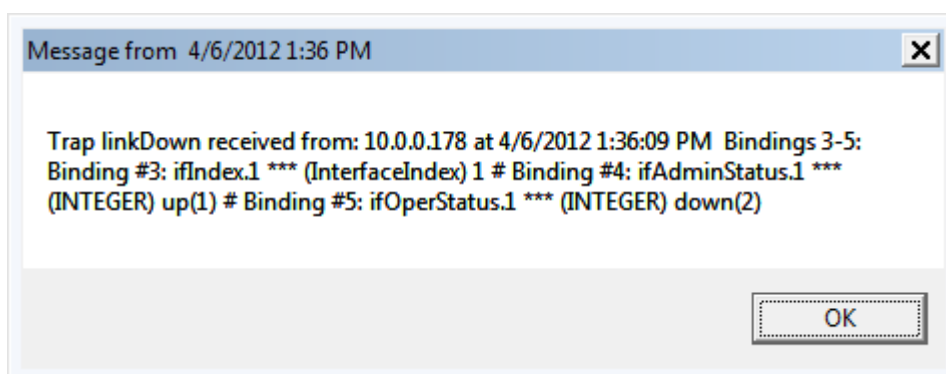 Message from  4/6/2012 1:36 PM
Trap linkDown received from: 10.0.0.178 at 4/6/2012 1:36:09 PM  Bindings 3-5:
Binding #3: ifIndex.1 *** (InterfaceIndex) 1 # Binding #4: ifAdminStatus.1 ***
(INTEGER) up(1) # Binding #5: ifOperStatus.1 *** (INTEGER) down(2)
OK